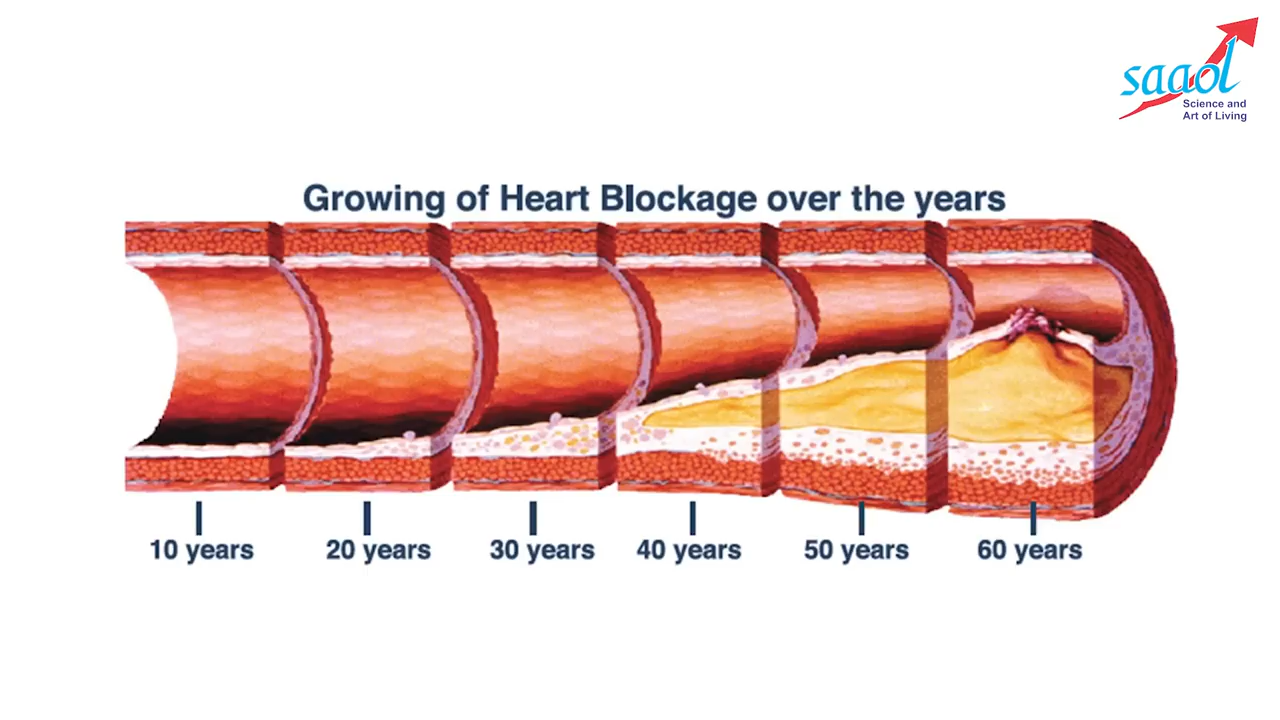 saaol
Science and
Art of Living
Growing of Heart Blockage over the years
10 years
20 years
30 years
40 years
50 years
60 years